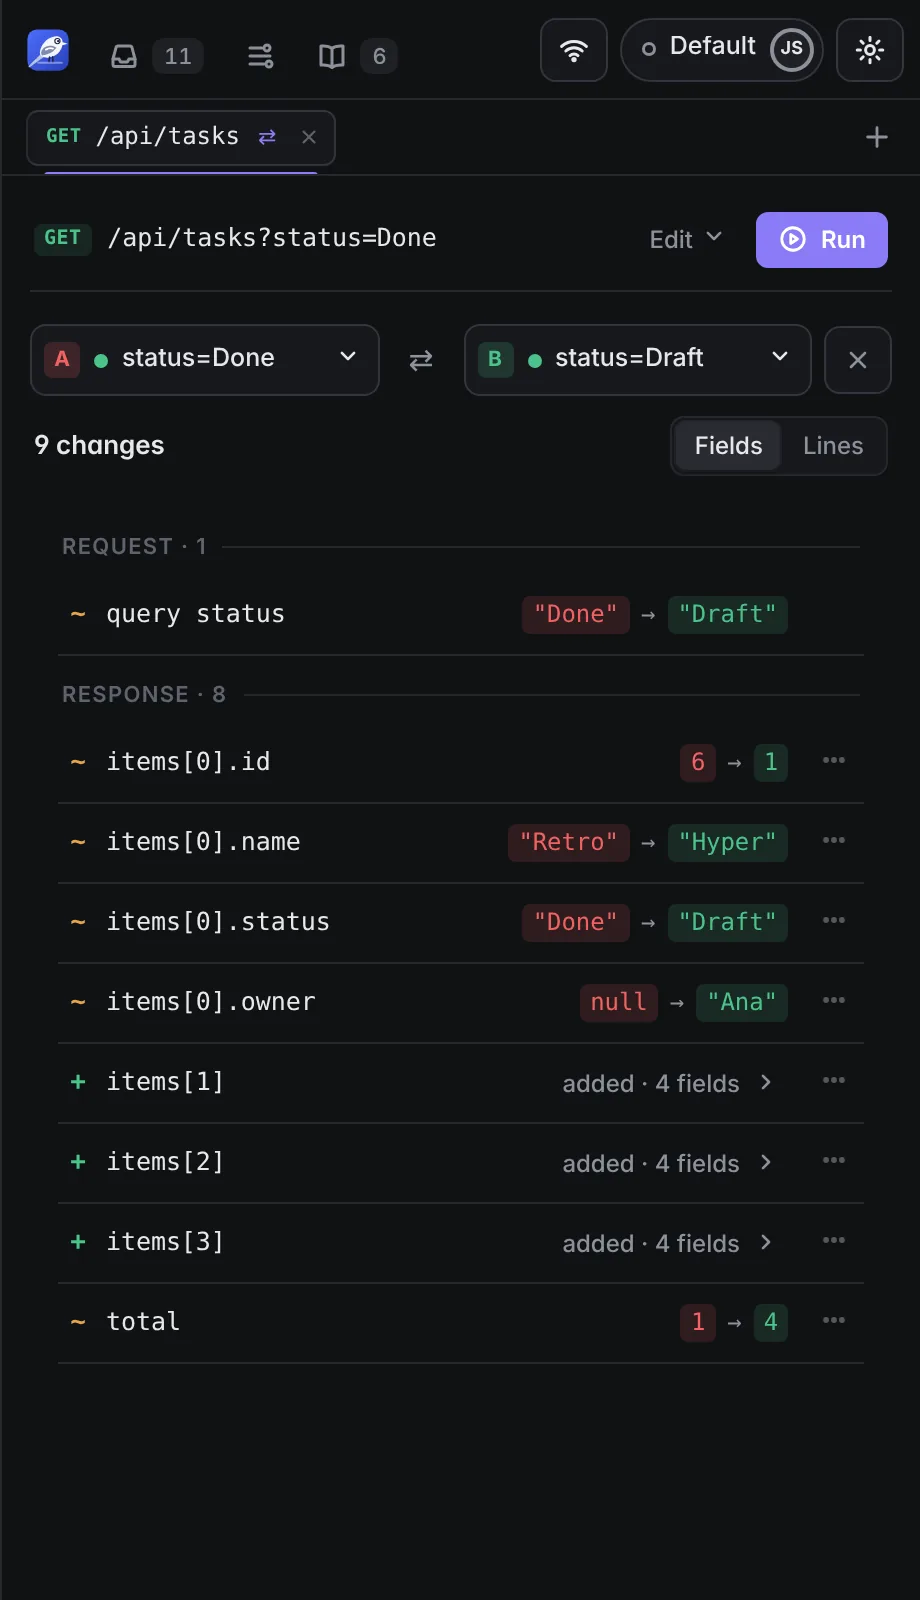 11
6
Default
JS
GET /api/tasks
GET /api/tasks?status=Done
Edit
Run
A status=Done
B status=Draft
9 changes
Fields
Lines
REQUEST · 1
~ query status "Done" → "Draft"
RESPONSE · 8
~ items[0].id 6 → 1
~ items[0].name "Retro" → "Hyper"
~ items[0].status "Done" → "Draft"
~ items[0].owner null → "Ana"
+ items[1] added · 4 fields
+ items[2] added · 4 fields
+ items[3] added · 4 fields
~ total 1 → 4